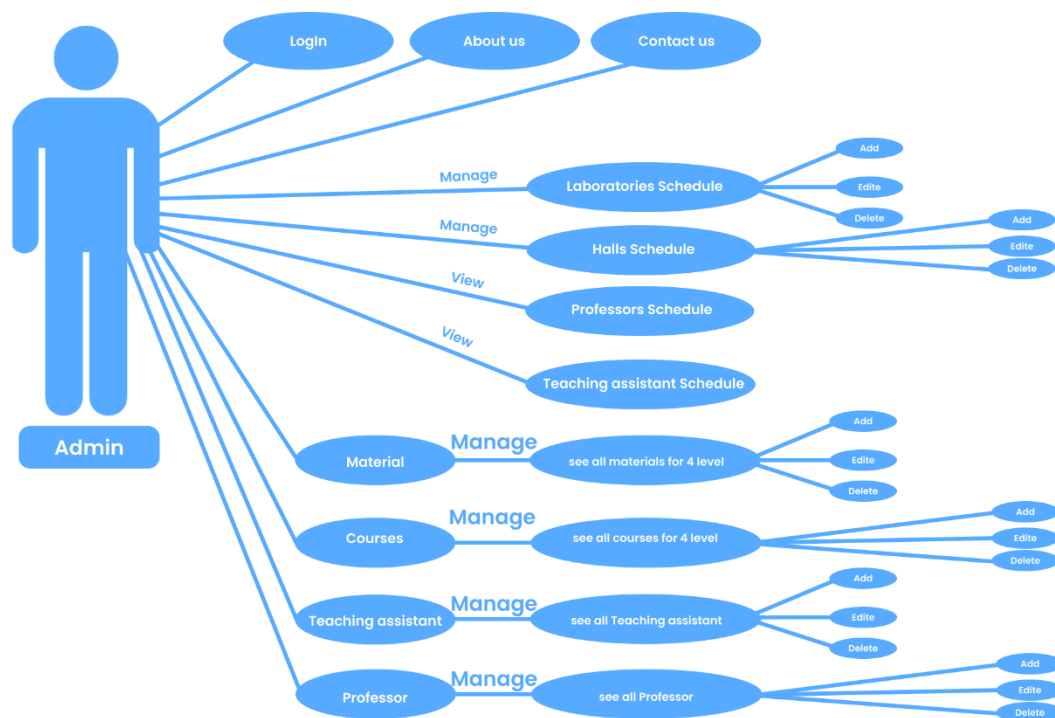 LogIn
About us
Contact us
Manage
Laboratories Schedule
Add
Edite
Delete
Manage
Halls Schedule
Add
Edite
Delete
View
Professors Schedule
View
Teaching assistant Schedule
Admin
Material
Manage
see all materials for 4 level
Add
Edite
Delete
Courses
Manage
see all courses for 4 level
Add
Edite
Delete
Teaching assistant
Manage
see all Teaching assistant
Add
Edite
Delete
Professor
Manage
see all Professor
Add
Edite
Delete